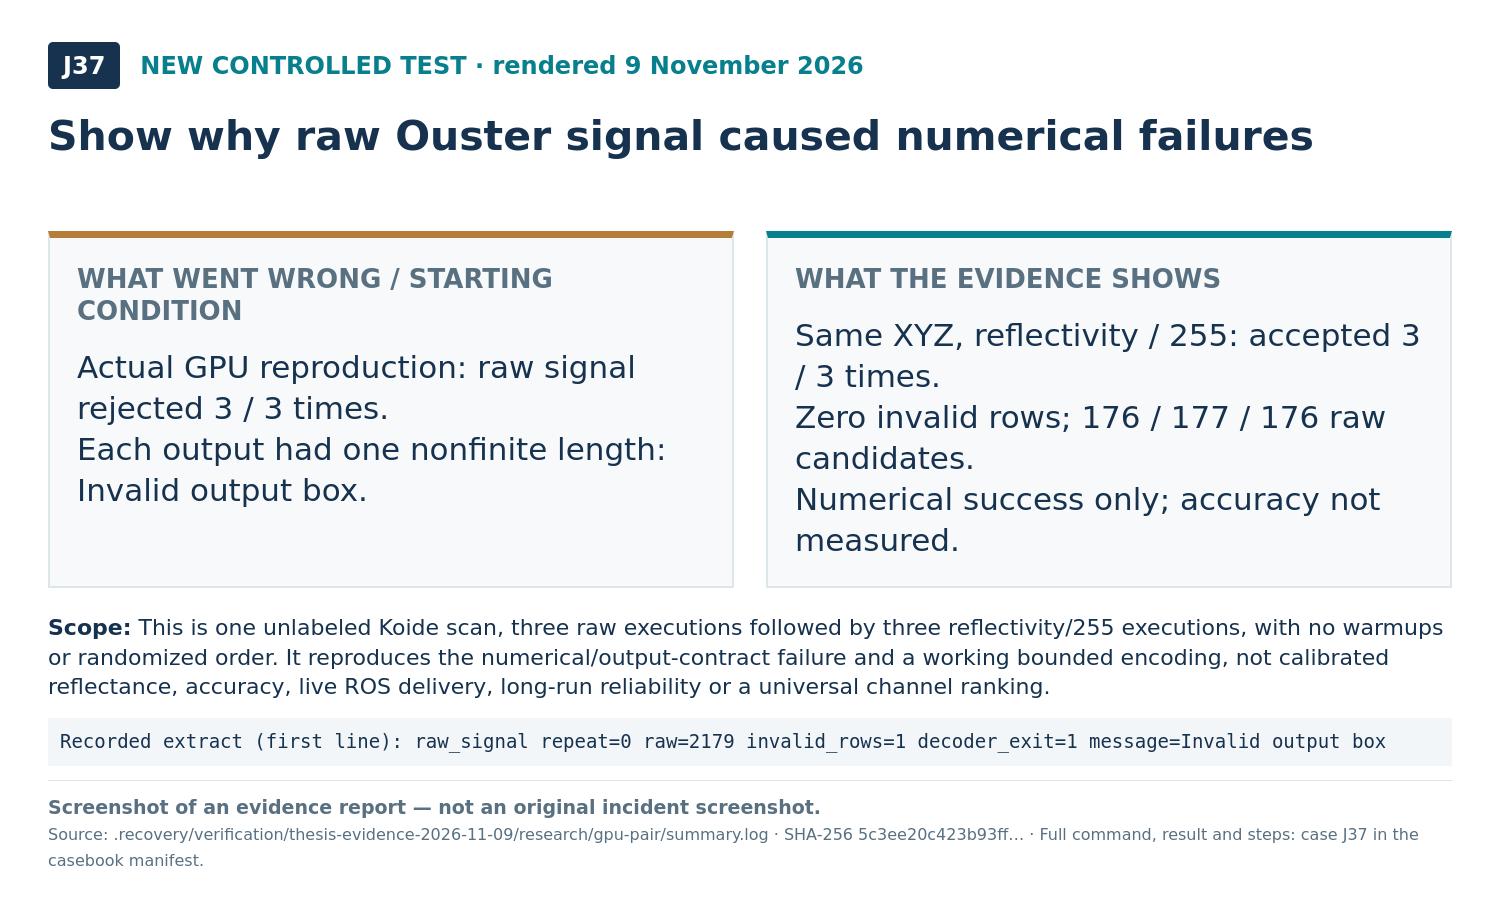 J37
NEW CONTROLLED TEST · rendered 9 November 2026
Show why raw Ouster signal caused numerical failures
WHAT WENT WRONG / STARTING
CONDITION
Actual GPU reproduction: raw signal
rejected 3 / 3 times.
Each output had one nonfinite length:
Invalid output box.
WHAT THE EVIDENCE SHOWS
Same XYZ, reflectivity / 255: accepted 3
/ 3 times.
Zero invalid rows; 176 / 177 / 176 raw
candidates.
Numerical success only; accuracy not
measured.
Scope: This is one unlabeled Koide scan, three raw executions followed by three reflectivity/255 executions, with no warmups
or randomized order. It reproduces the numerical/output-contract failure and a working bounded encoding, not calibrated
reflectance, accuracy, live ROS delivery, long-run reliability or a universal channel ranking.
Recorded extract (first line): raw_signal repeat=0 raw=2179 invalid_rows=1 decoder_exit=1 message=Invalid output box
Screenshot of an evidence report — not an original incident screenshot.
Source: .recovery/verification/thesis-evidence-2026-11-09/research/gpu-pair/summary.log · SHA-256 5c3ee20c423b93ff… · Full command, result and steps: case J37 in the
casebook manifest.